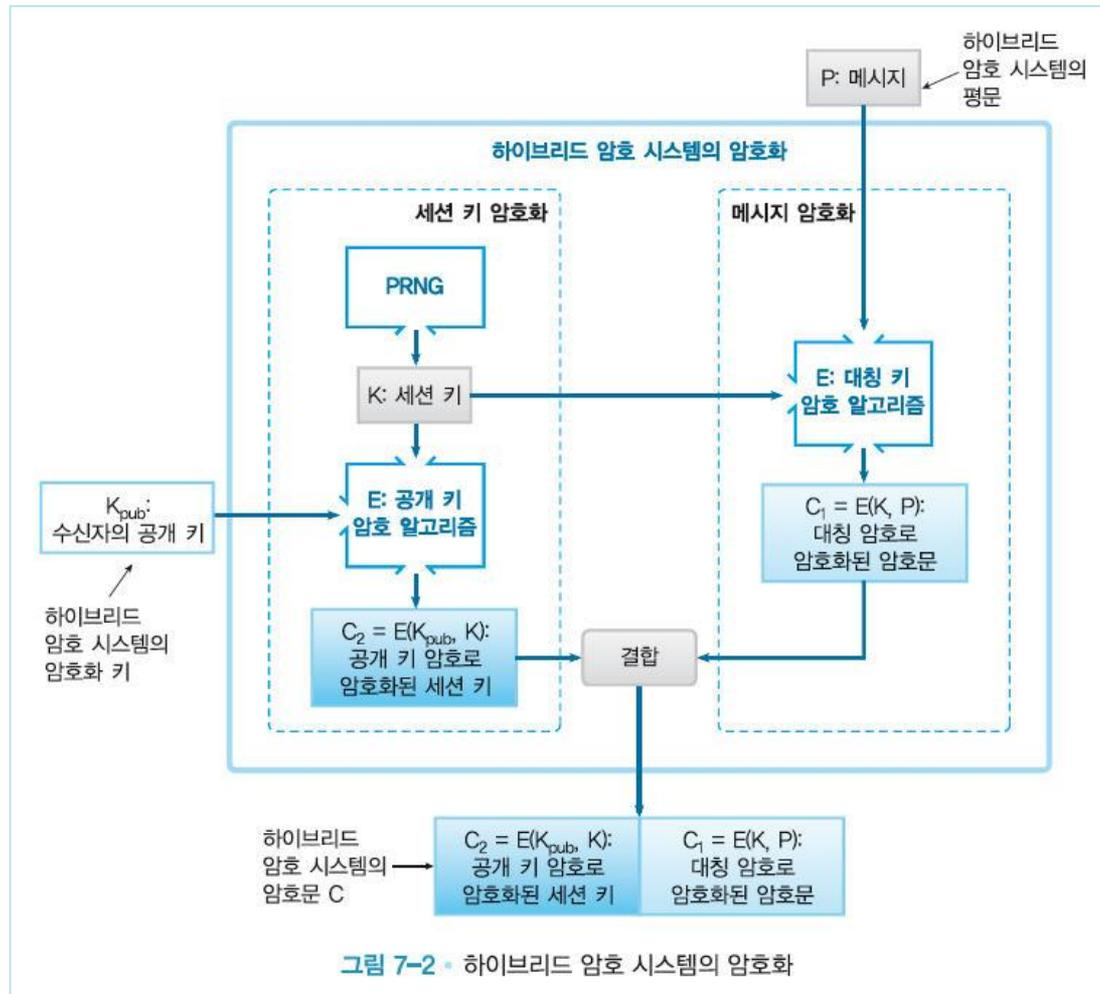 하이브리드
암호 시스템의
평문
P: 메시지
하이브리드 암호 시스템의 암호화
세션 키 암호화
메시지 암호화
PRNG
K: 세션 키
E: 대칭 키
암호 알고리즘
K_pub:
수신자의 공개 키
E: 공개 키
암호 알고리즘
C₁ = E(K, P):
대칭 암호로
암호화된 암호문
하이브리드
암호 시스템의
암호화 키
C₂ = E(K_pub, K):
공개 키 암호로
암호화된 세션 키
결합
하이브리드
암호 시스템의
암호문 C
C₂ = E(K_pub, K):
공개 키 암호로
암호화된 세션 키
C₁ = E(K, P):
대칭 암호로
암호화된 암호문
그림 7-2 • 하이브리드 암호 시스템의 암호화